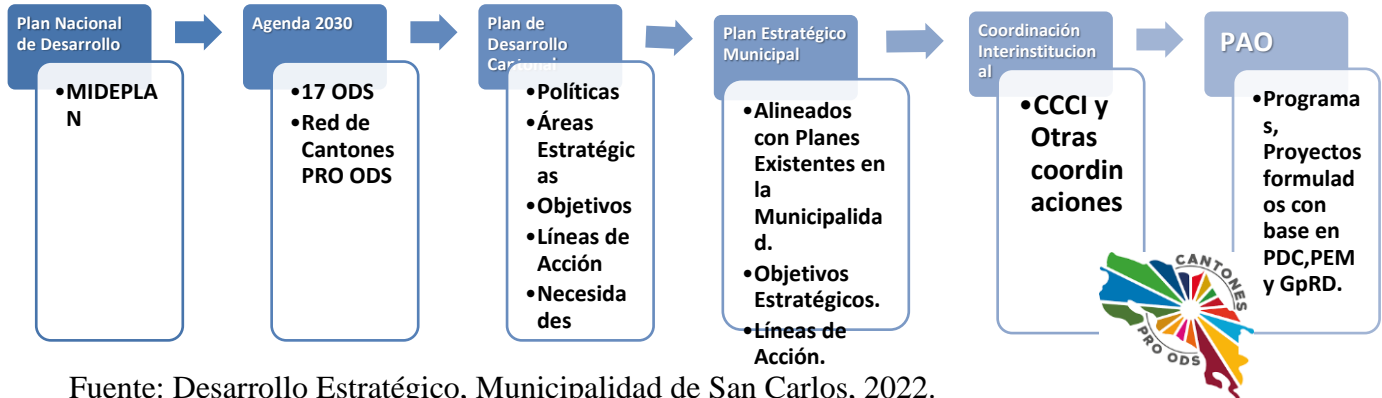 Plan Nacional
de Desarrollo
•MIDEPLA
N
Agenda 2030
•17 ODS
•Red de
Cantones
PRO ODS
Plan de
Desarrollo
Cantonal
•Políticas
•Áreas
Estratégic
as
•Objetivos
•Líneas de
Acción
•Necesida
des
Plan Estratégico
Municipal
•Alineados
con Planes
Existentes en
la
Municipalida
d.
•Objetivos
Estratégicos.
•Líneas de
Acción.
Coordinación
Interinstitucion
al
•CCCI y
Otras
coordin
aciones
PAO
•Programa
s,
Proyectos
formulad
os con
base en
PDC,PEM
y GpRD.
CANTONES
PRO ODS
Fuente: Desarrollo Estratégico, Municipalidad de San Carlos, 2022.